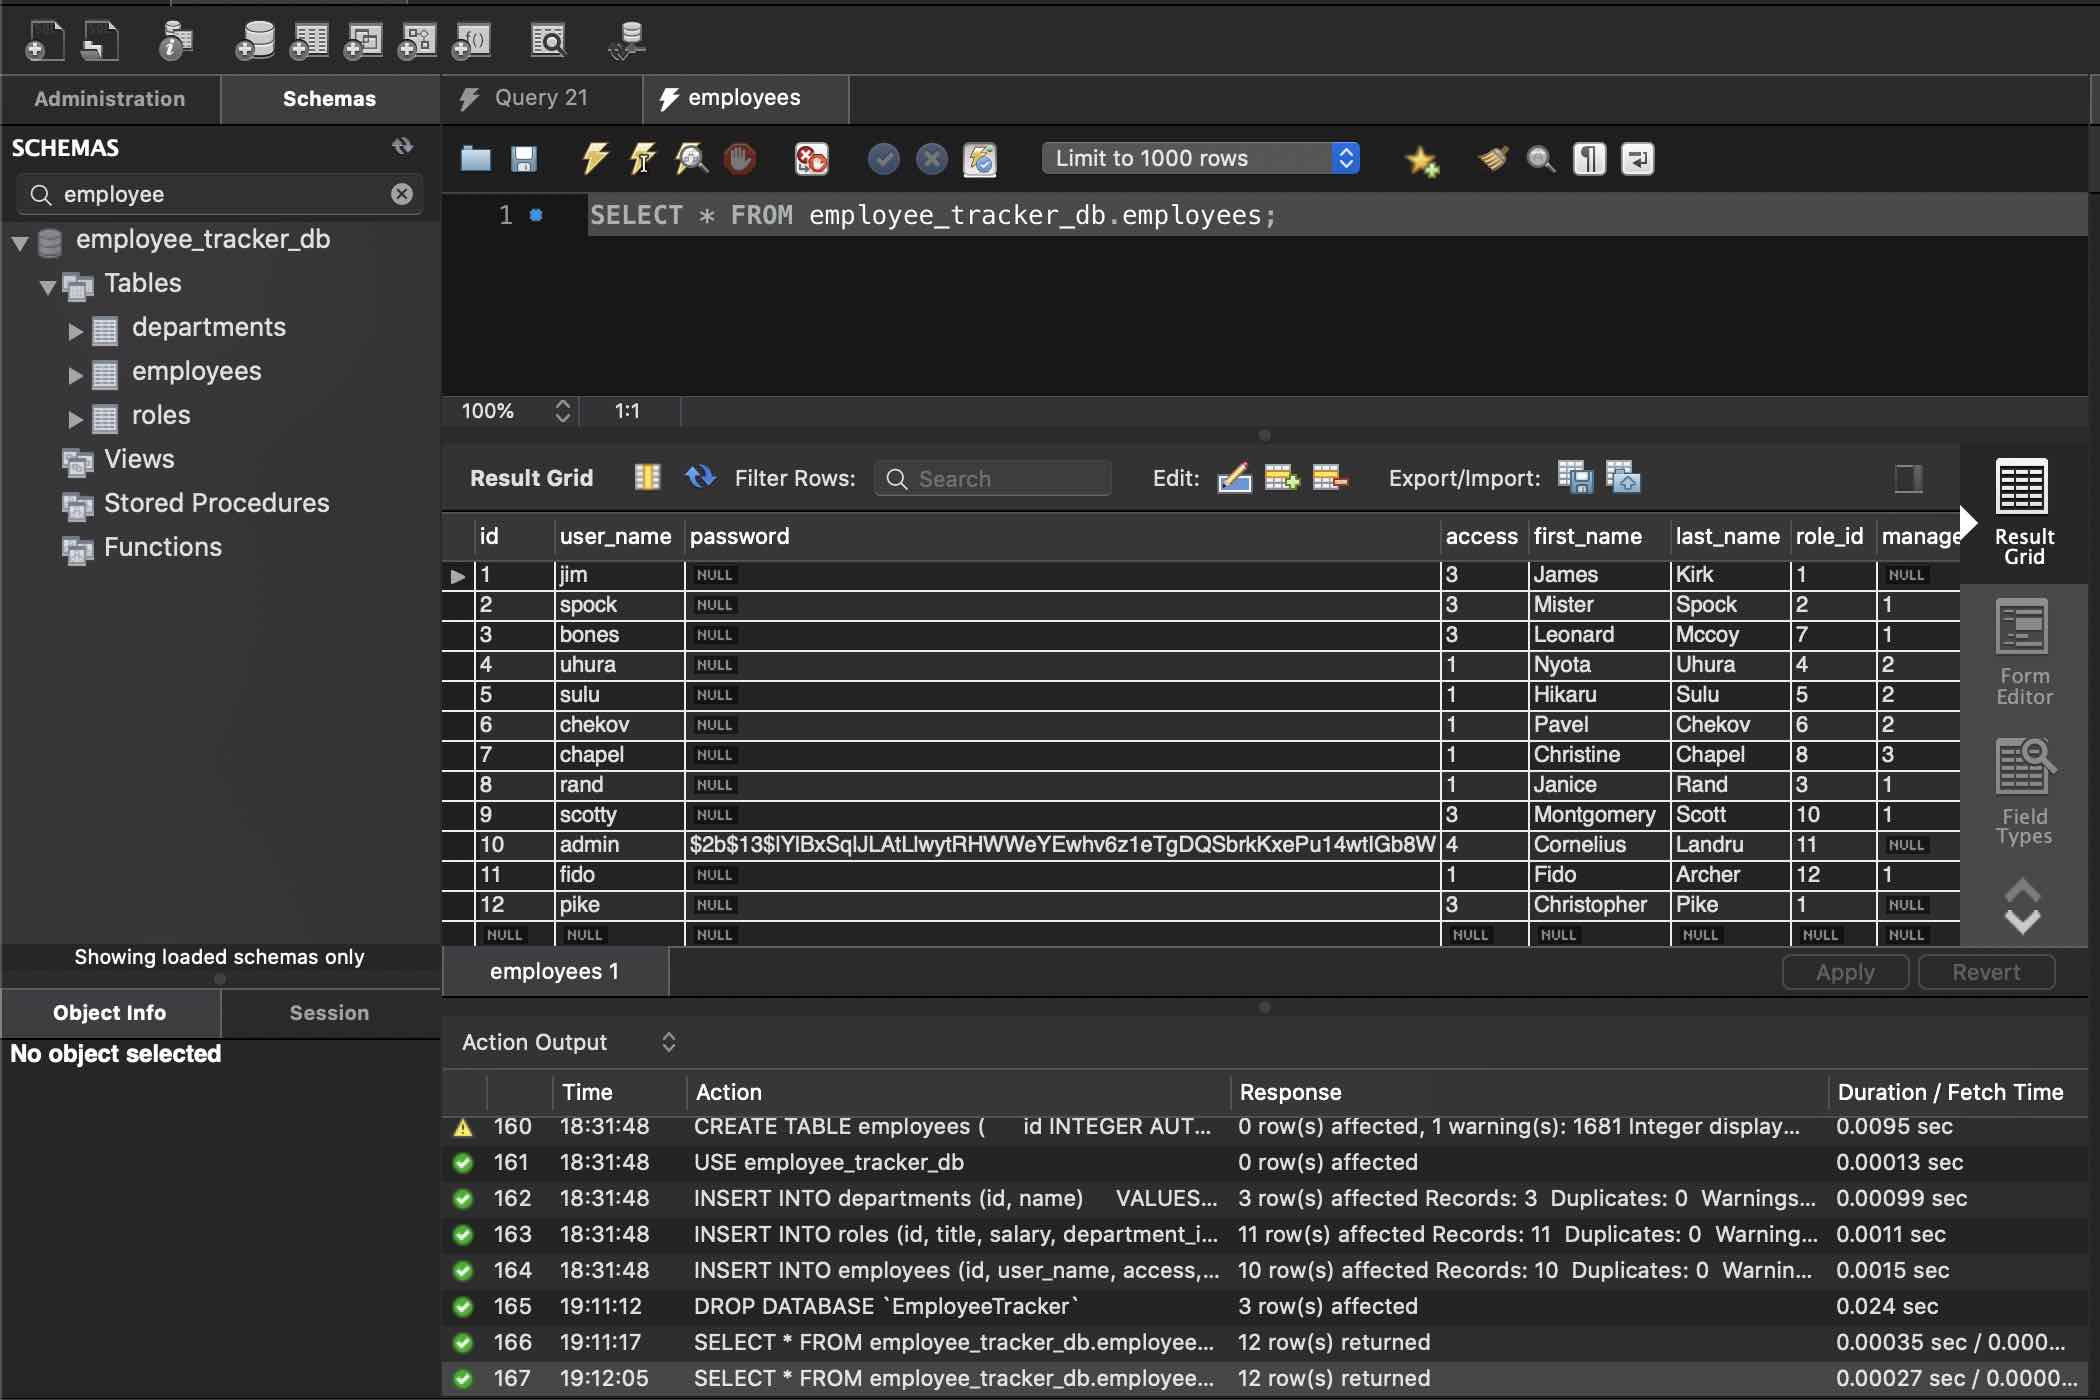 Administration
Schemas
Query 21
employees
SCHEMAS
employee
Limit to 1000 rows
1
SELECT * FROM employee_tracker_db.employees;
employee_tracker_db
Tables
departments
employees
roles
Views
Stored Procedures
Functions
100%
1:1
Result Grid
Filter Rows:
Search
Edit:
Export/Import:
id user_name password access first_name last_name role_id manage
1 jim NULL 3 James Kirk 1 NULL
2 spock NULL 3 Mister Spock 2 1
3 bones NULL 3 Leonard Mccoy 7 1
4 uhura NULL 1 Nyota Uhura 4 2
5 sulu NULL 1 Hikaru Sulu 5 2
6 chekov NULL 1 Pavel Chekov 6 2
7 chapel NULL 1 Christine Chapel 8 3
8 rand NULL 1 Janice Rand 3 1
9 scotty NULL 3 Montgomery Scott 10 1
10 admin 4 Cornelius Landru 11 NULL
11 fido NULL 1 Fido Archer 12 1
12 pike NULL 3 Christopher Pike 1 NULL
NULL NULL NULL NULL NULL NULL NULL NULL
Result
Grid
Form
Editor
Field
Types
Showing loaded schemas only
employees 1
Apply
Revert
Object Info
Session
No object selected
Action Output
Time Action Response Duration / Fetch Time
160 18:31:48 CREATE TABLE employees ( id INTEGER AUT... 0 row(s) affected, 1 warning(s): 1681 Integer display... 0.0095 sec
161 18:31:48 USE employee_tracker_db 0 row(s) affected 0.00013 sec
162 18:31:48 INSERT INTO departments (id, name) VALUES... 3 row(s) affected Records: 3 Duplicates: 0 Warnings... 0.00099 sec
163 18:31:48 INSERT INTO roles (id, title, salary, department_i... 11 row(s) affected Records: 11 Duplicates: 0 Warning... 0.0011 sec
164 18:31:48 INSERT INTO employees (id, user_name, access,... 10 row(s) affected Records: 10 Duplicates: 0 Warnin... 0.0015 sec
165 19:11:12 DROP DATABASE `EmployeeTracker` 3 row(s) affected 0.024 sec
166 19:11:17 SELECT * FROM employee_tracker_db.employee... 12 row(s) returned 0.00035 sec / 0.000...
167 19:12:05 SELECT * FROM employee_tracker_db.employee... 12 row(s) returned 0.00027 sec / 0.0000...